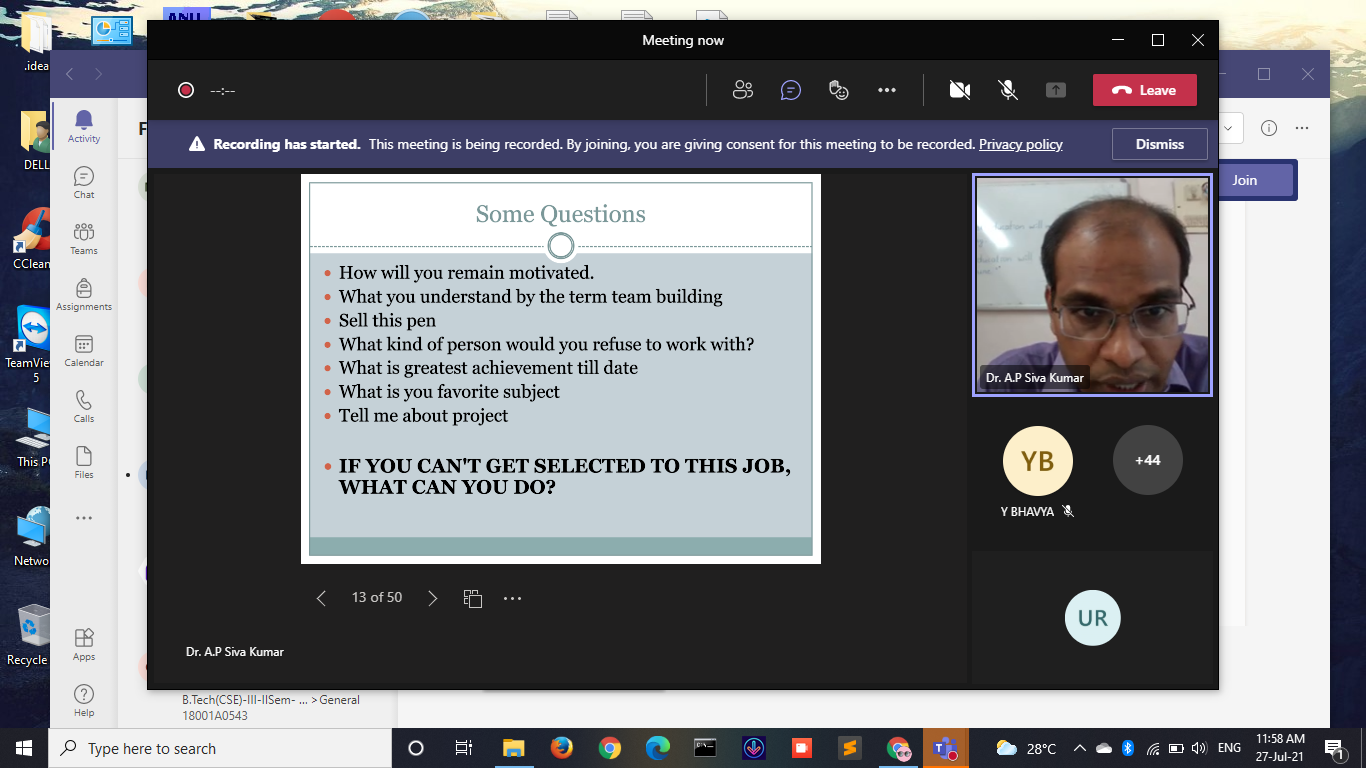 .idea
DELL
CClean
TeamVie
5
This P
Netwo
Recycle
Activity
Chat
Teams
Assignments
Calendar
Calls
Files
Apps
Help
Meeting now
--:--
Leave
Recording has started. This meeting is being recorded. By joining, you are giving consent for this meeting to be recorded. Privacy policy
Dismiss
Join
Some Questions
How will you remain motivated.
What you understand by the term team building
Sell this pen
What kind of person would you refuse to work with?
What is greatest achievement till date
What is you favorite subject
Tell me about project
IF YOU CAN'T GET SELECTED TO THIS JOB,
WHAT CAN YOU DO?
13 of 50
Dr. A.P Siva Kumar
Dr. A.P Siva Kumar
YB
+44
Y BHAVYA
UR
B.Tech(CSE)-III-IISem- ... > General
18001A0543
Type here to search
28°C
ENG
11:58 AM
27-Jul-21
1